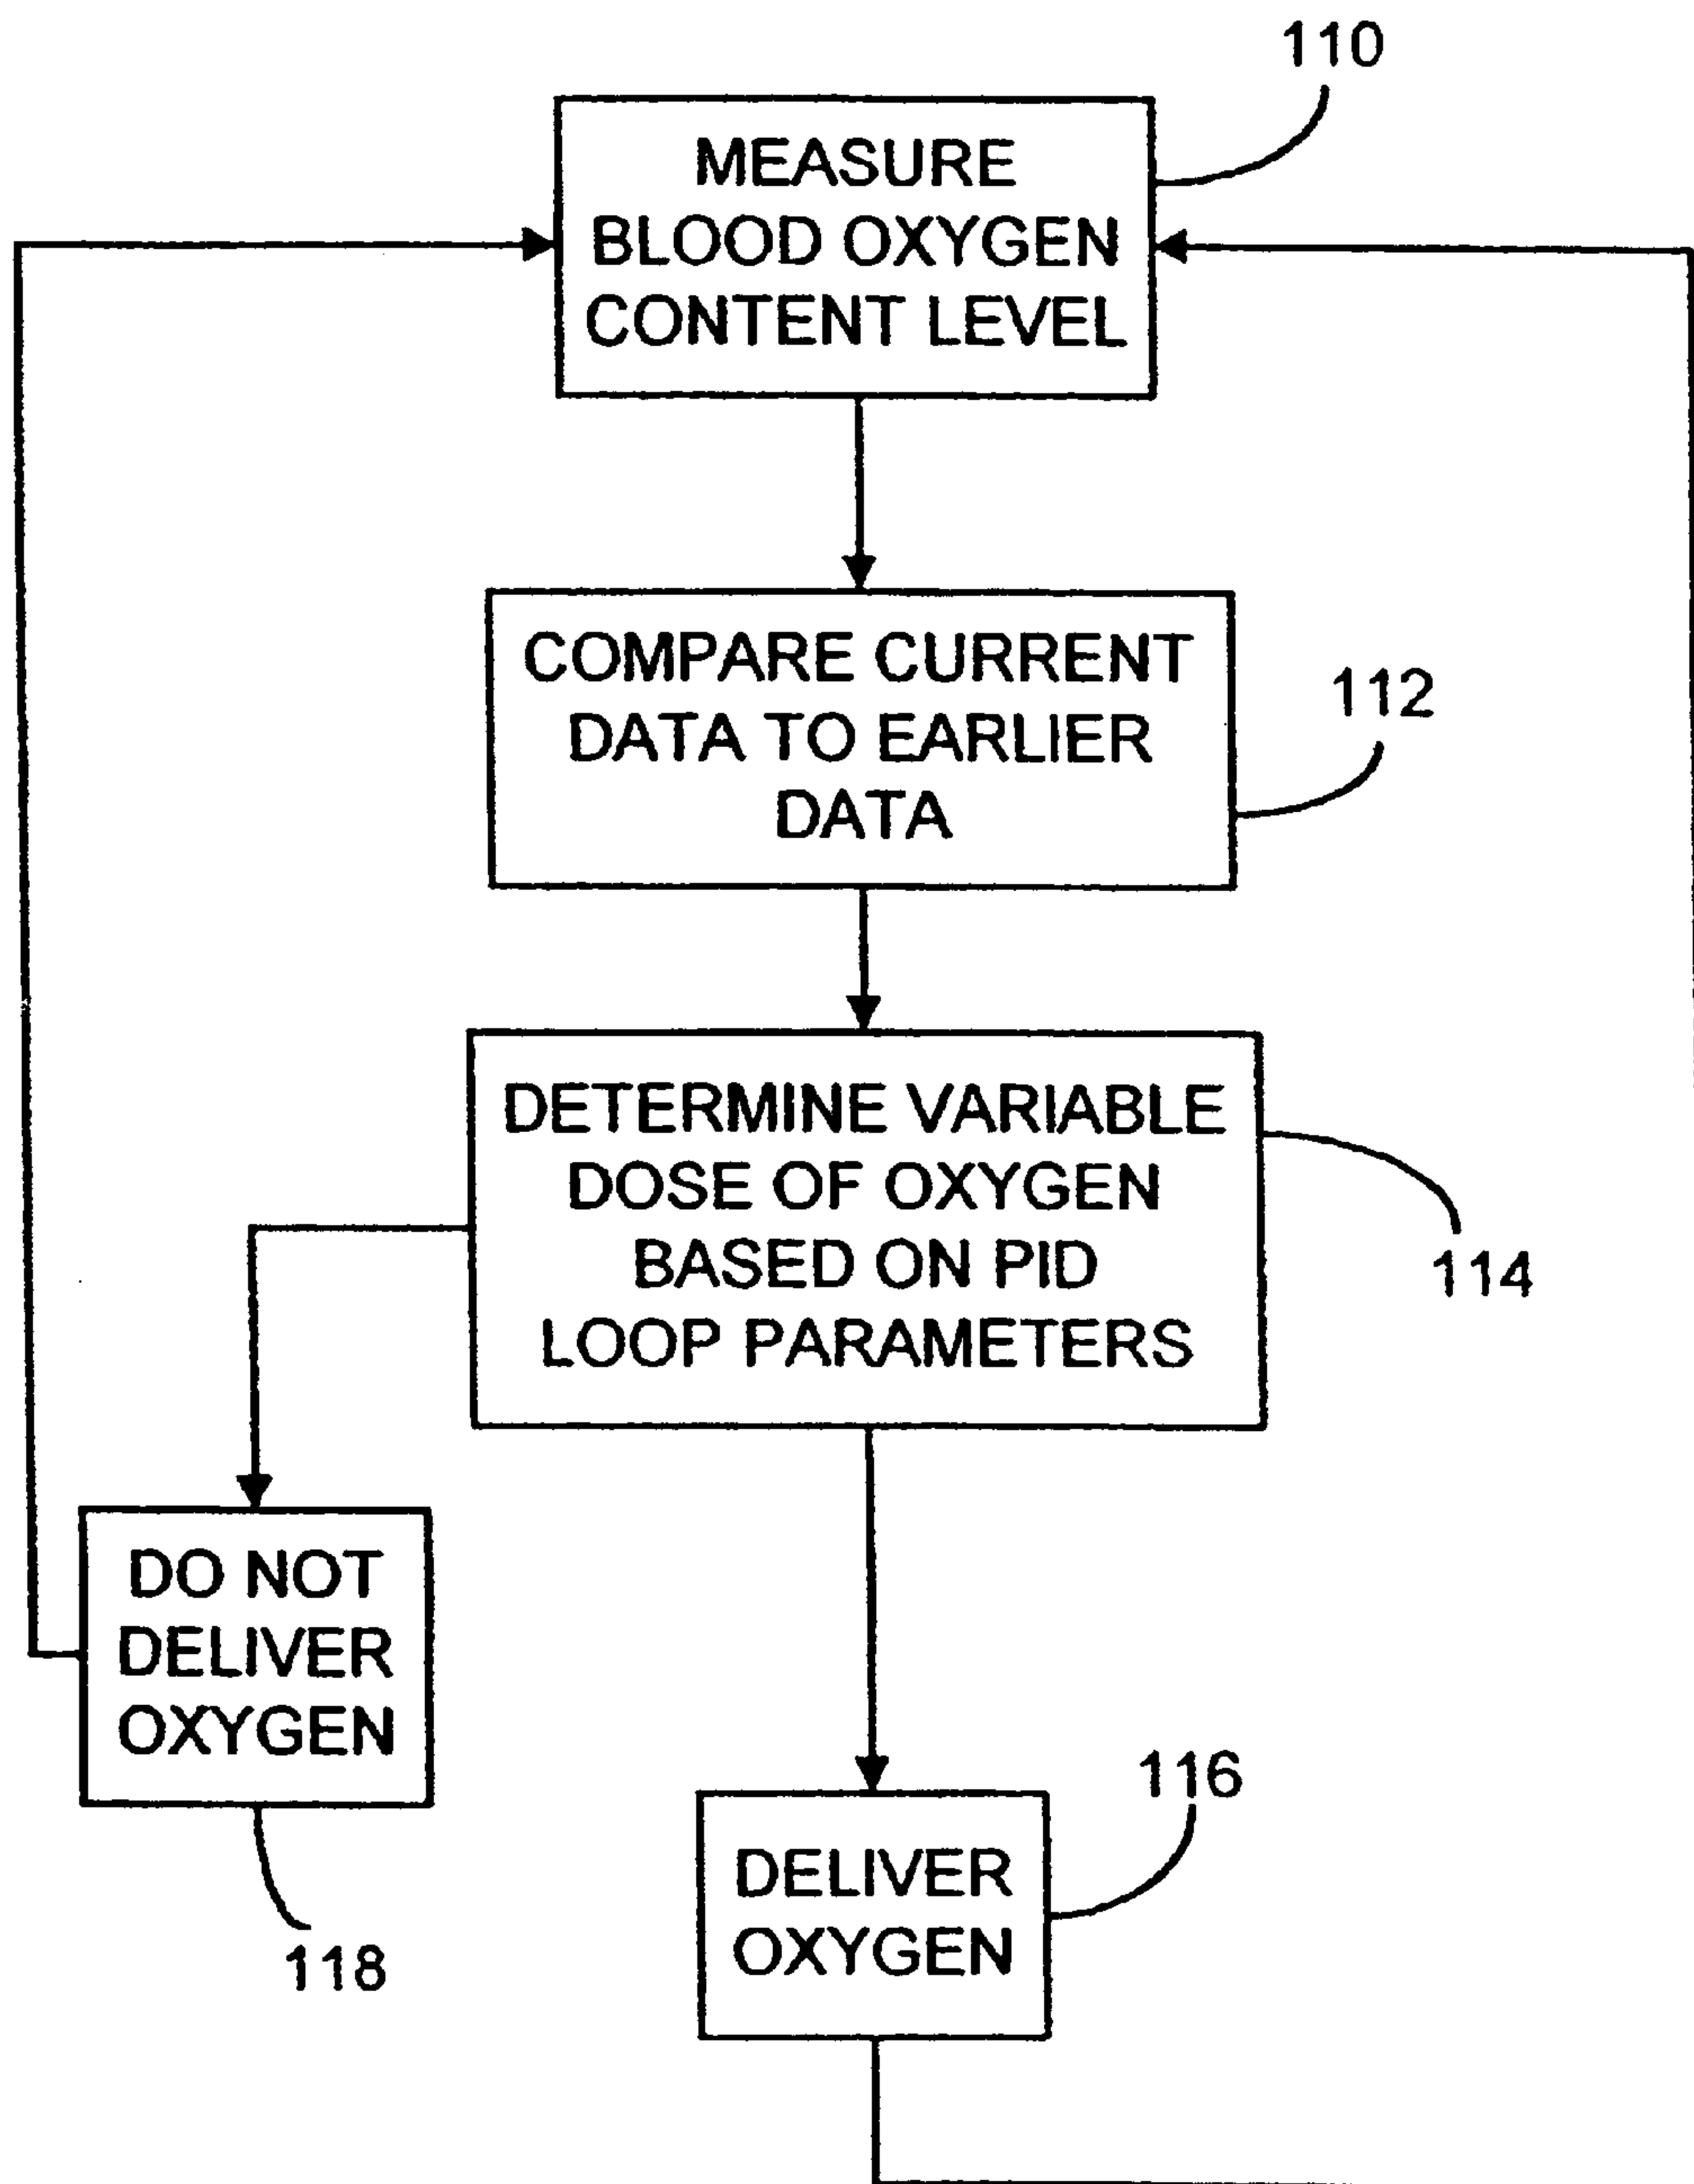 110
MEASURE
BLOOD OXYGEN
CONTENT LEVEL
COMPARE CURRENT
DATA TO EARLIER
DATA
112
DETERMINE VARIABLE
DOSE OF OXYGEN
BASED ON PID
LOOP PARAMETERS
114
DO NOT
DELIVER
OXYGEN
118
116
DELIVER
OXYGEN